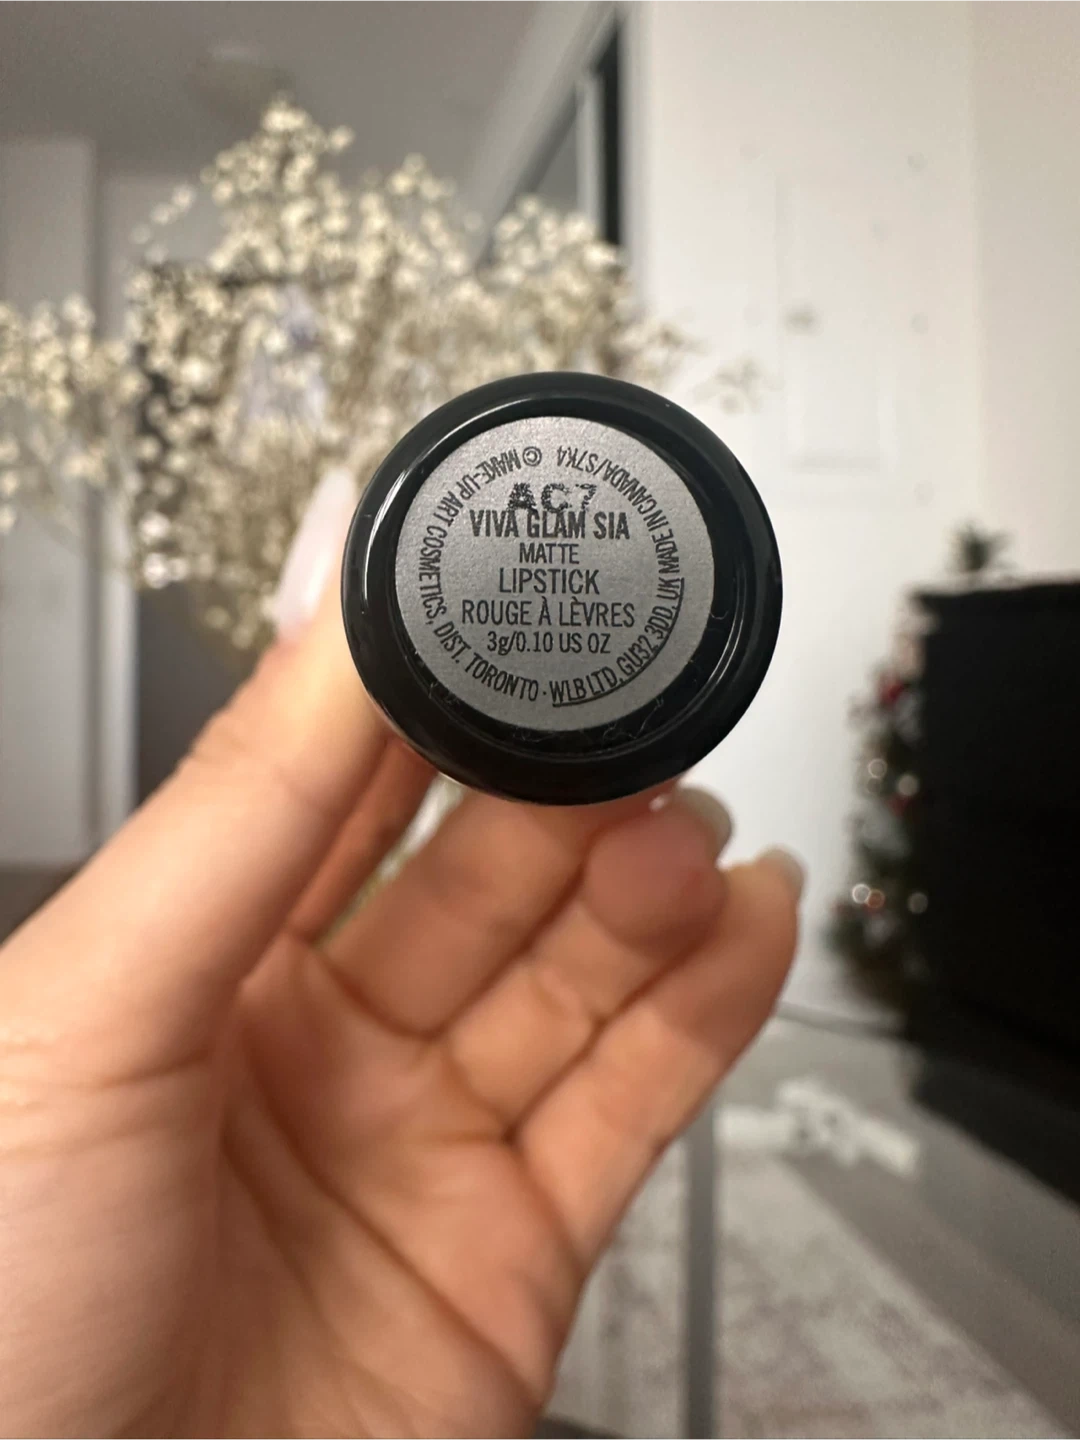 AC7
VIVA GLAM SIA
MATTE
LIPSTICK
ROUGE À LÈVRES
3g/0.10 US OZ
© MAKE-UP ART COSMETICS, DIST. TORONTO · WLB LTD, GU32 3DD, UK MADE IN CANADA/S7K4